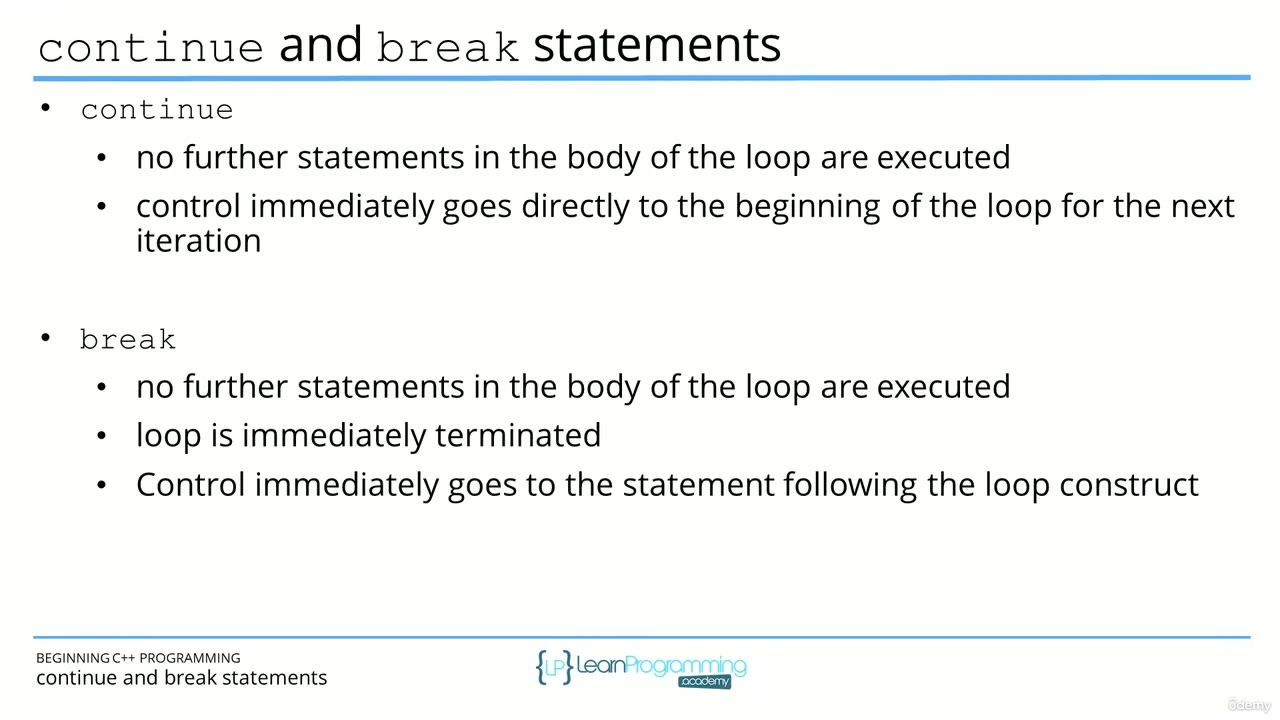 continue and break statements
• continue
• no further statements in the body of the loop are executed
• control immediately goes directly to the beginning of the loop for the next
iteration
• break
• no further statements in the body of the loop are executed
• loop is immediately terminated
• Control immediately goes to the statement following the loop construct
BEGINNING C++ PROGRAMMING
continue and break statements
{LP} LearnProgramming
.academy
ûdemy